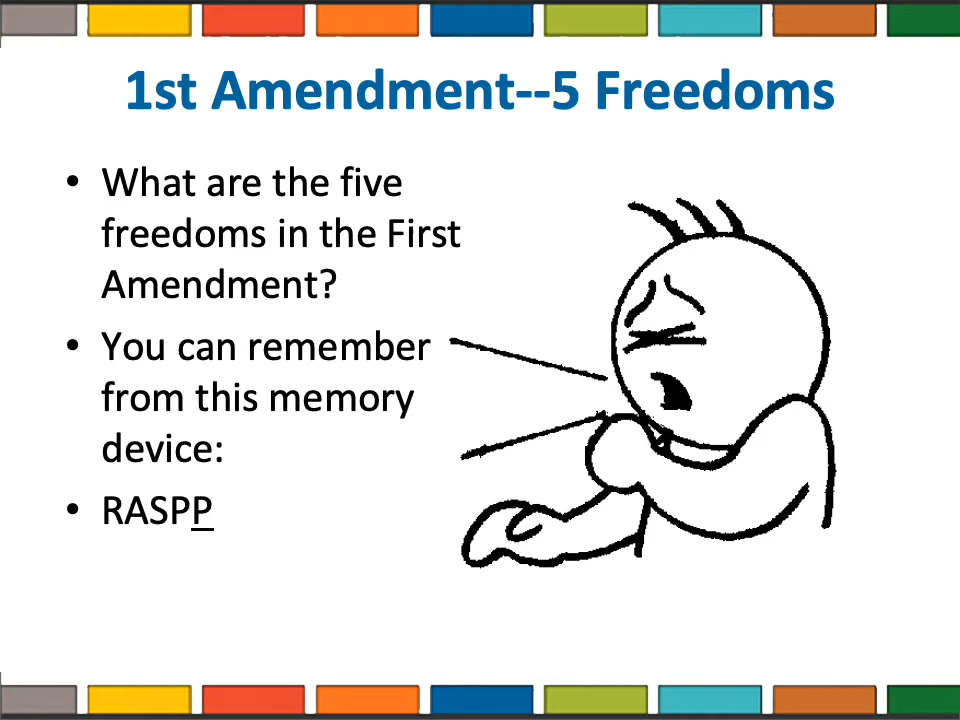 1st Amendment--5 Freedoms
• What are the five
freedoms in the First
Amendment?
• You can remember
from this memory
device:
• RASPP